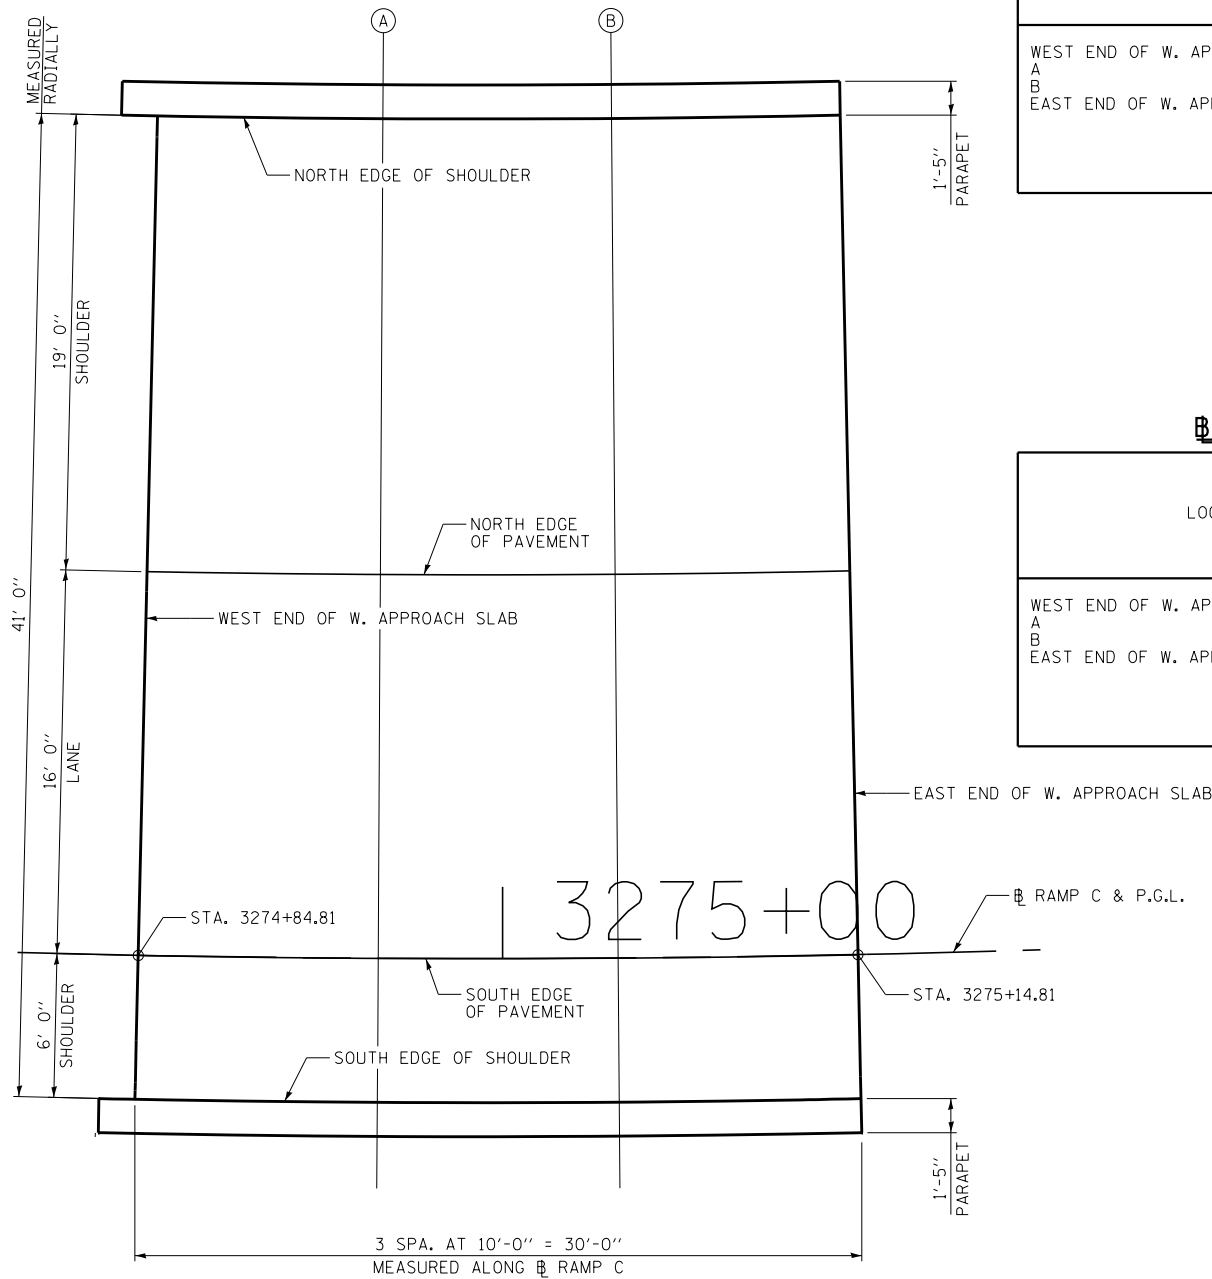 A
B
MEASURED
RADIALLY
WEST END OF W. AP
A
B
EAST END OF W. AP
1'-5"
PARAPET
NORTH EDGE OF SHOULDER
19' 0"
SHOULDER
℄
LOC
NORTH EDGE
OF PAVEMENT
41' 0"
WEST END OF W. APPROACH SLAB
WEST END OF W. AP
A
B
EAST END OF W. AP
16' 0"
LANE
EAST END OF W. APPROACH SLAB
3275+00
B RAMP C & P.G.L.
STA. 3274+84.81
SOUTH EDGE
OF PAVEMENT
STA. 3275+14.81
6' 0"
SHOULDER
SOUTH EDGE OF SHOULDER
1'-5"
PARAPET
3 SPA. AT 10'-0" = 30'-0"
MEASURED ALONG B RAMP C